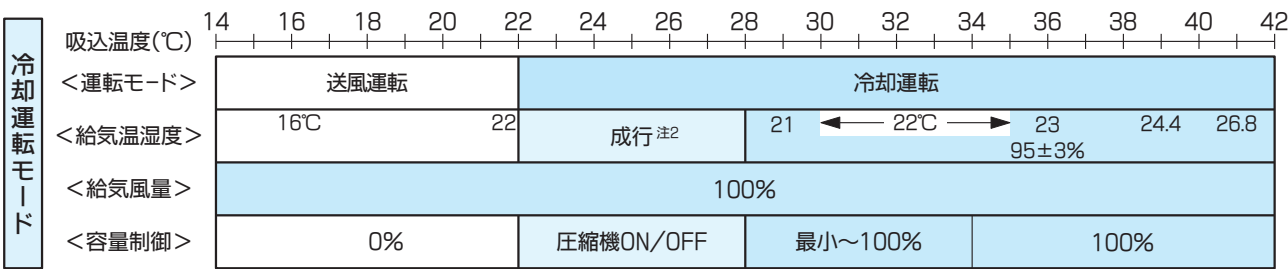 冷却運転モード
14 16 18 20 22 24 26 28 30 32 34 36 38 40 42
吸込温度(℃)
<運転モード> 送風運転 冷却運転
<給気温湿度> 16℃ 22 成行注2 21 22℃ 23 24.4 26.8
95±3%
<給気風量> 100%
<容量制御> 0% 圧縮機ON/OFF 最小~100% 100%